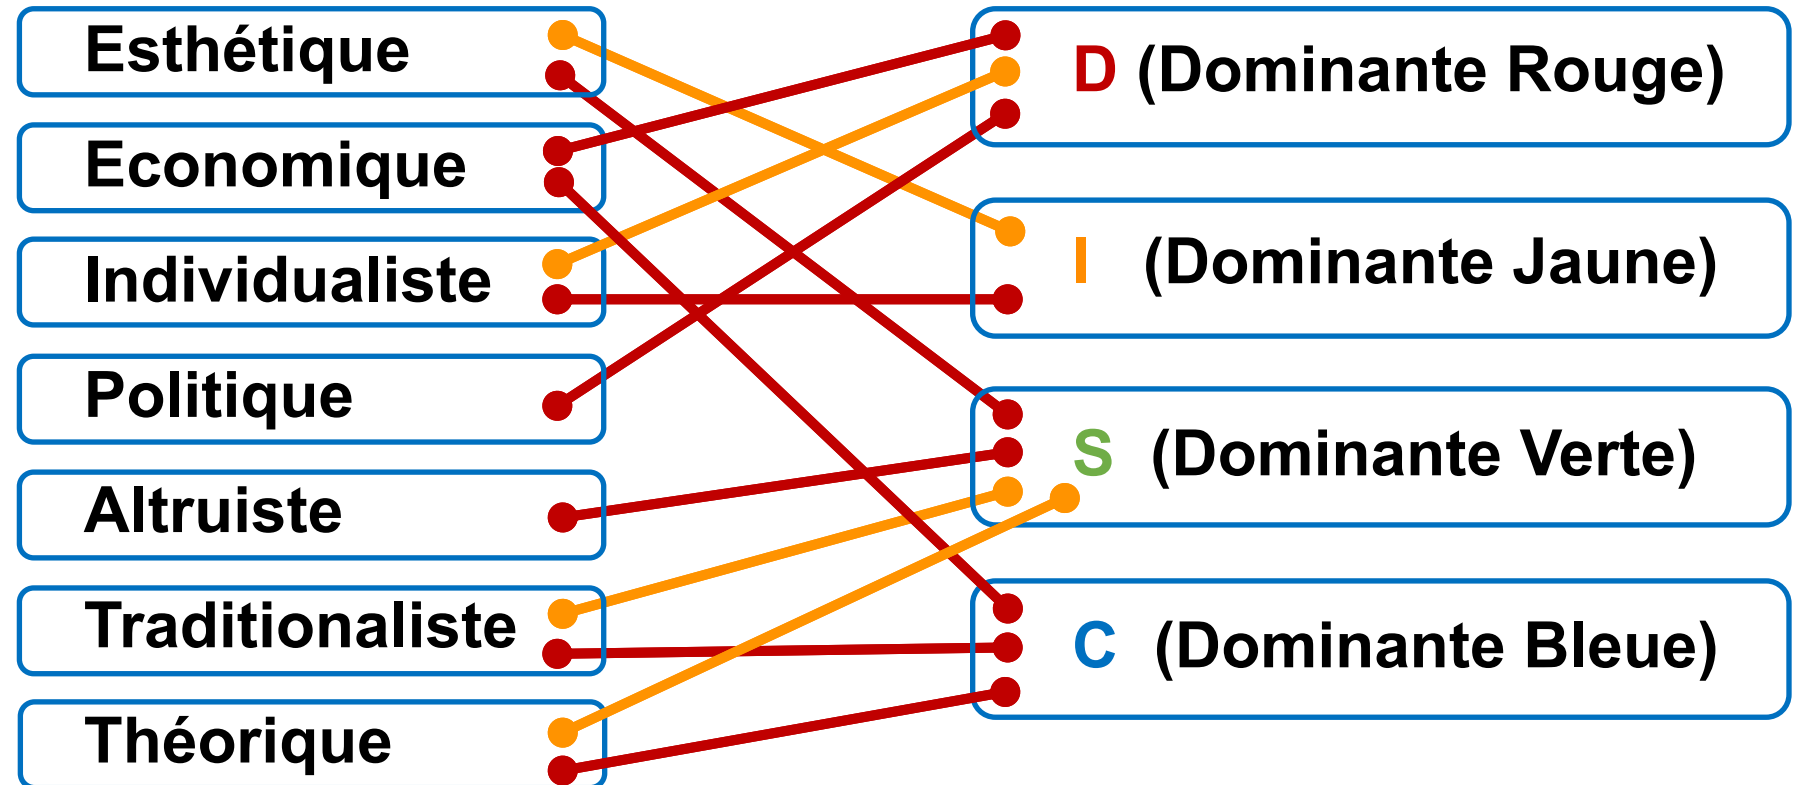 Esthétique
Economique
Individualiste
Politique
Altruiste
Traditionaliste
Théorique
D (Dominante Rouge)
I (Dominante Jaune)
S (Dominante Verte)
C (Dominante Bleue)